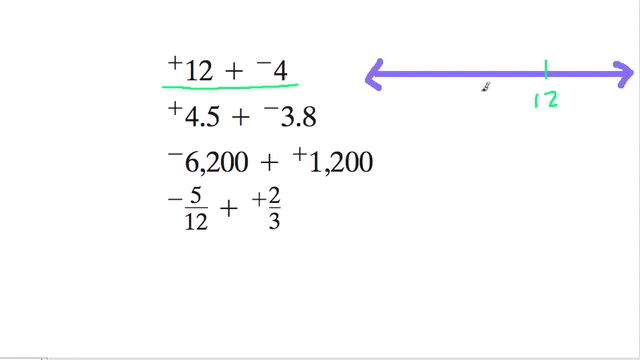 ⁺12 + ⁻4
12
⁺4.5 + ⁻3.8
⁻6,200 + ⁺1,200
⁻5/12 + ⁺2/3